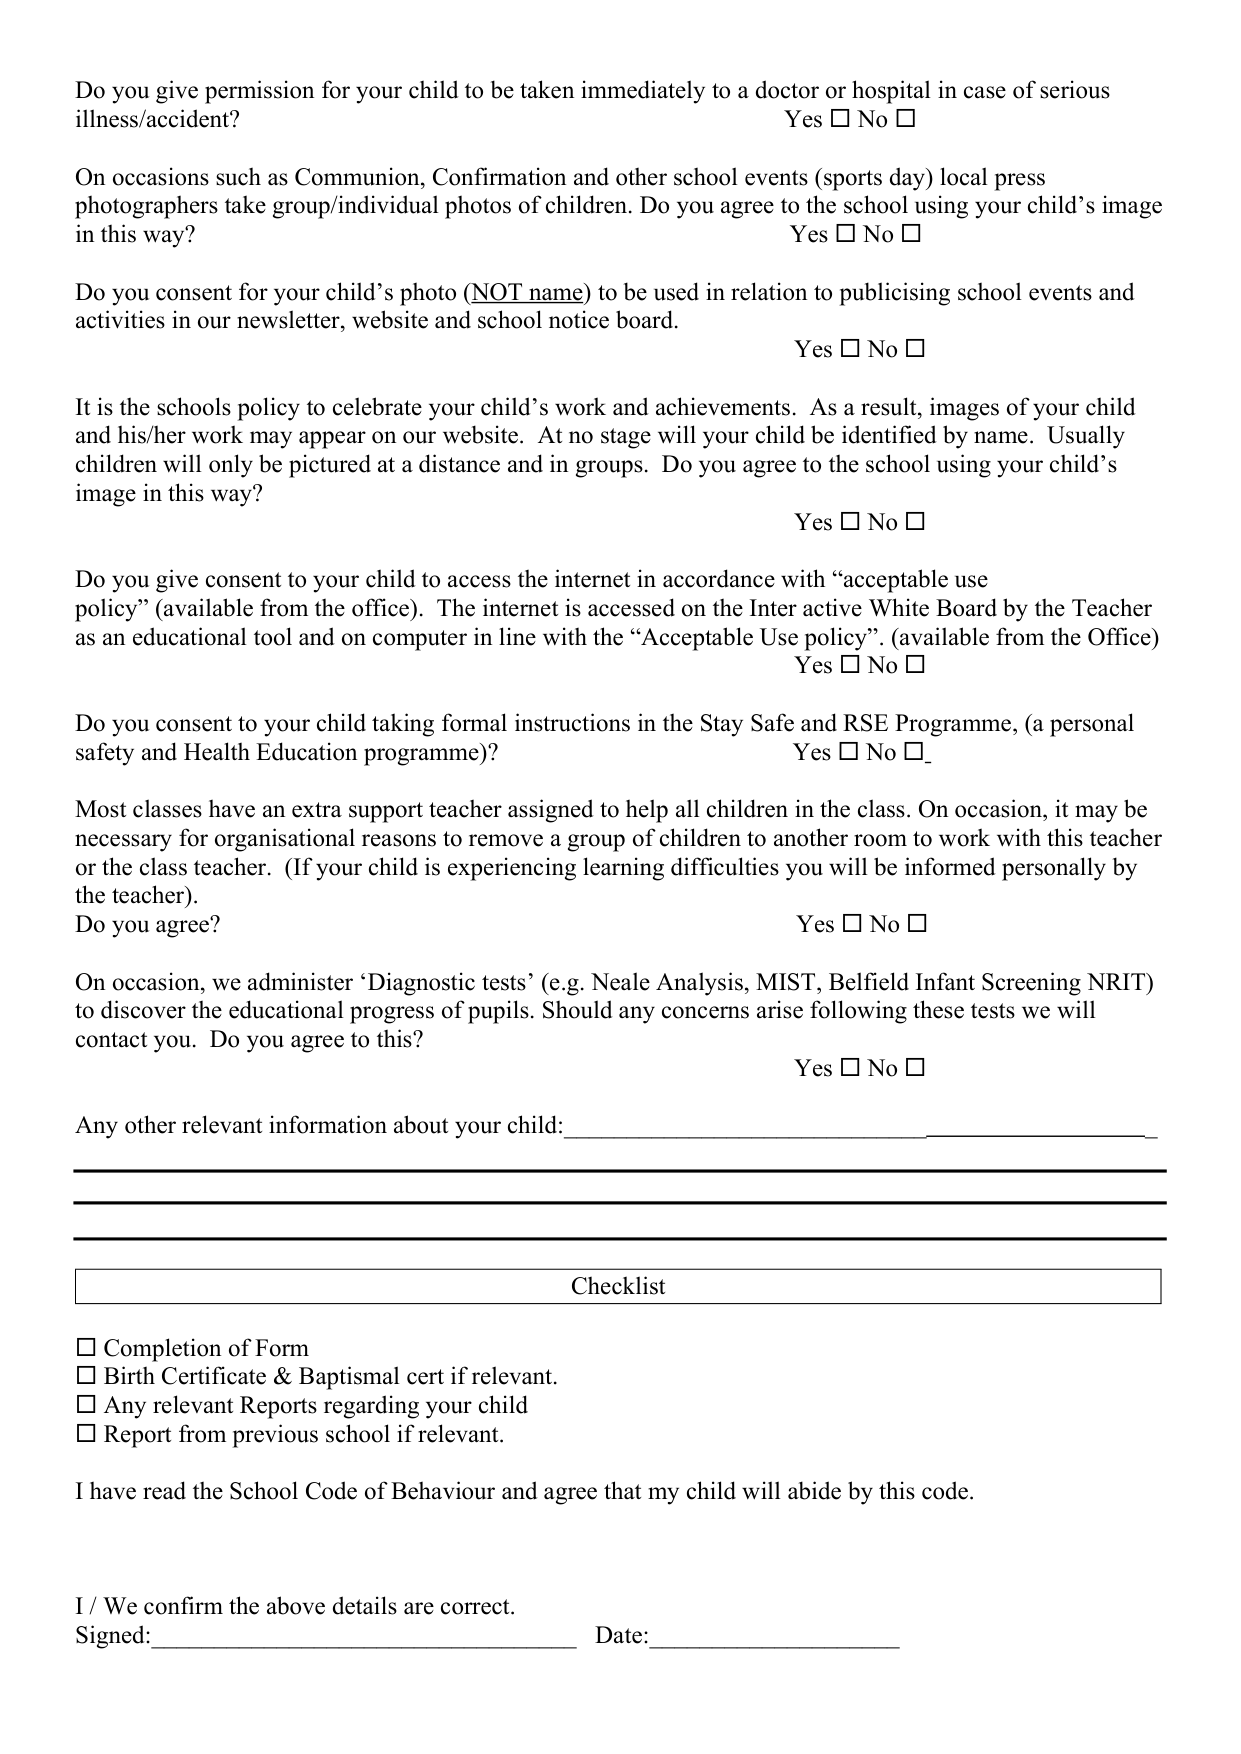 Do you give permission for your child to be taken immediately to a doctor or hospital in case of serious
illness/accident? Yes ☐ No ☐
On occasions such as Communion, Confirmation and other school events (sports day) local press
photographers take group/individual photos of children. Do you agree to the school using your child’s image
in this way? Yes ☐ No ☐
Do you consent for your child’s photo (NOT name) to be used in relation to publicising school events and
activities in our newsletter, website and school notice board.
Yes ☐ No ☐
It is the schools policy to celebrate your child’s work and achievements.  As a result, images of your child
and his/her work may appear on our website.  At no stage will your child be identified by name.  Usually
children will only be pictured at a distance and in groups.  Do you agree to the school using your child’s
image in this way?
Yes ☐ No ☐
Do you give consent to your child to access the internet in accordance with “acceptable use
policy” (available from the office).  The internet is accessed on the Inter active White Board by the Teacher
as an educational tool and on computer in line with the “Acceptable Use policy”. (available from the Office)
Yes ☐ No ☐
Do you consent to your child taking formal instructions in the Stay Safe and RSE Programme, (a personal
safety and Health Education programme)? Yes ☐ No ☐_
Most classes have an extra support teacher assigned to help all children in the class. On occasion, it may be
necessary for organisational reasons to remove a group of children to another room to work with this teacher
or the class teacher.  (If your child is experiencing learning difficulties you will be informed personally by
the teacher).
Do you agree? Yes ☐ No ☐
On occasion, we administer ‘Diagnostic tests’ (e.g. Neale Analysis, MIST, Belfield Infant Screening NRIT)
to discover the educational progress of pupils. Should any concerns arise following these tests we will
contact you.  Do you agree to this?
Yes ☐ No ☐
Any other relevant information about your child:_______________________________________________
Checklist
☐ Completion of Form
☐ Birth Certificate & Baptismal cert if relevant.
☐ Any relevant Reports regarding your child
☐ Report from previous school if relevant.
I have read the School Code of Behaviour and agree that my child will abide by this code.
I / We confirm the above details are correct.
Signed:__________________________________ Date:____________________